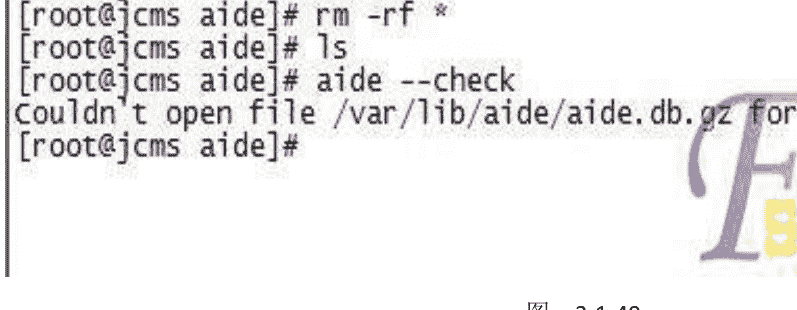 [root@jcms aide]# rm -rf *
[root@jcms aide]# ls
[root@jcms aide]# aide --check
Couldn't open file /var/lib/aide/aide.db.gz for
[root@jcms aide]#